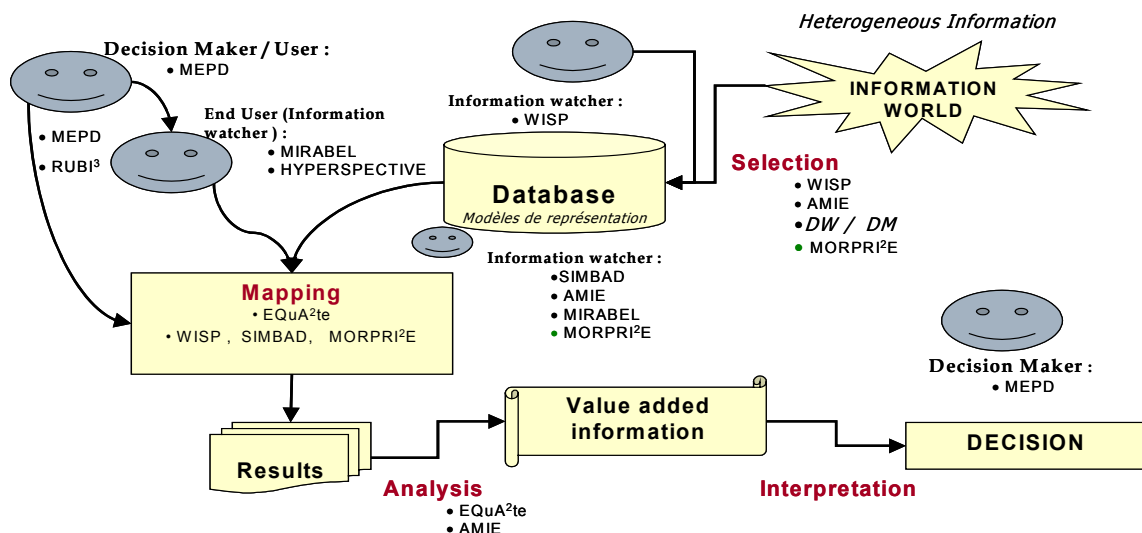 Heterogeneous Information
Decision Maker / User :
• MEPD
INFORMATION
WORLD
Information watcher :
• WISP
End User (Information
watcher ) :
• MIRABEL
• HYPERSPECTIVE
• MEPD
• RUBI³
Selection
• WISP
• AMIE
• DW / DM
• MORPRI²E
Database
Modèles de représentation
Information watcher :
• SIMBAD
• AMIE
• MIRABEL
• MORPRI²E
Mapping
• EQuA²te
• WISP , SIMBAD, MORPRI²E
Decision Maker :
• MEPD
Value added
information
DECISION
Results
Analysis
• EQuA²te
• AMIE
Interpretation